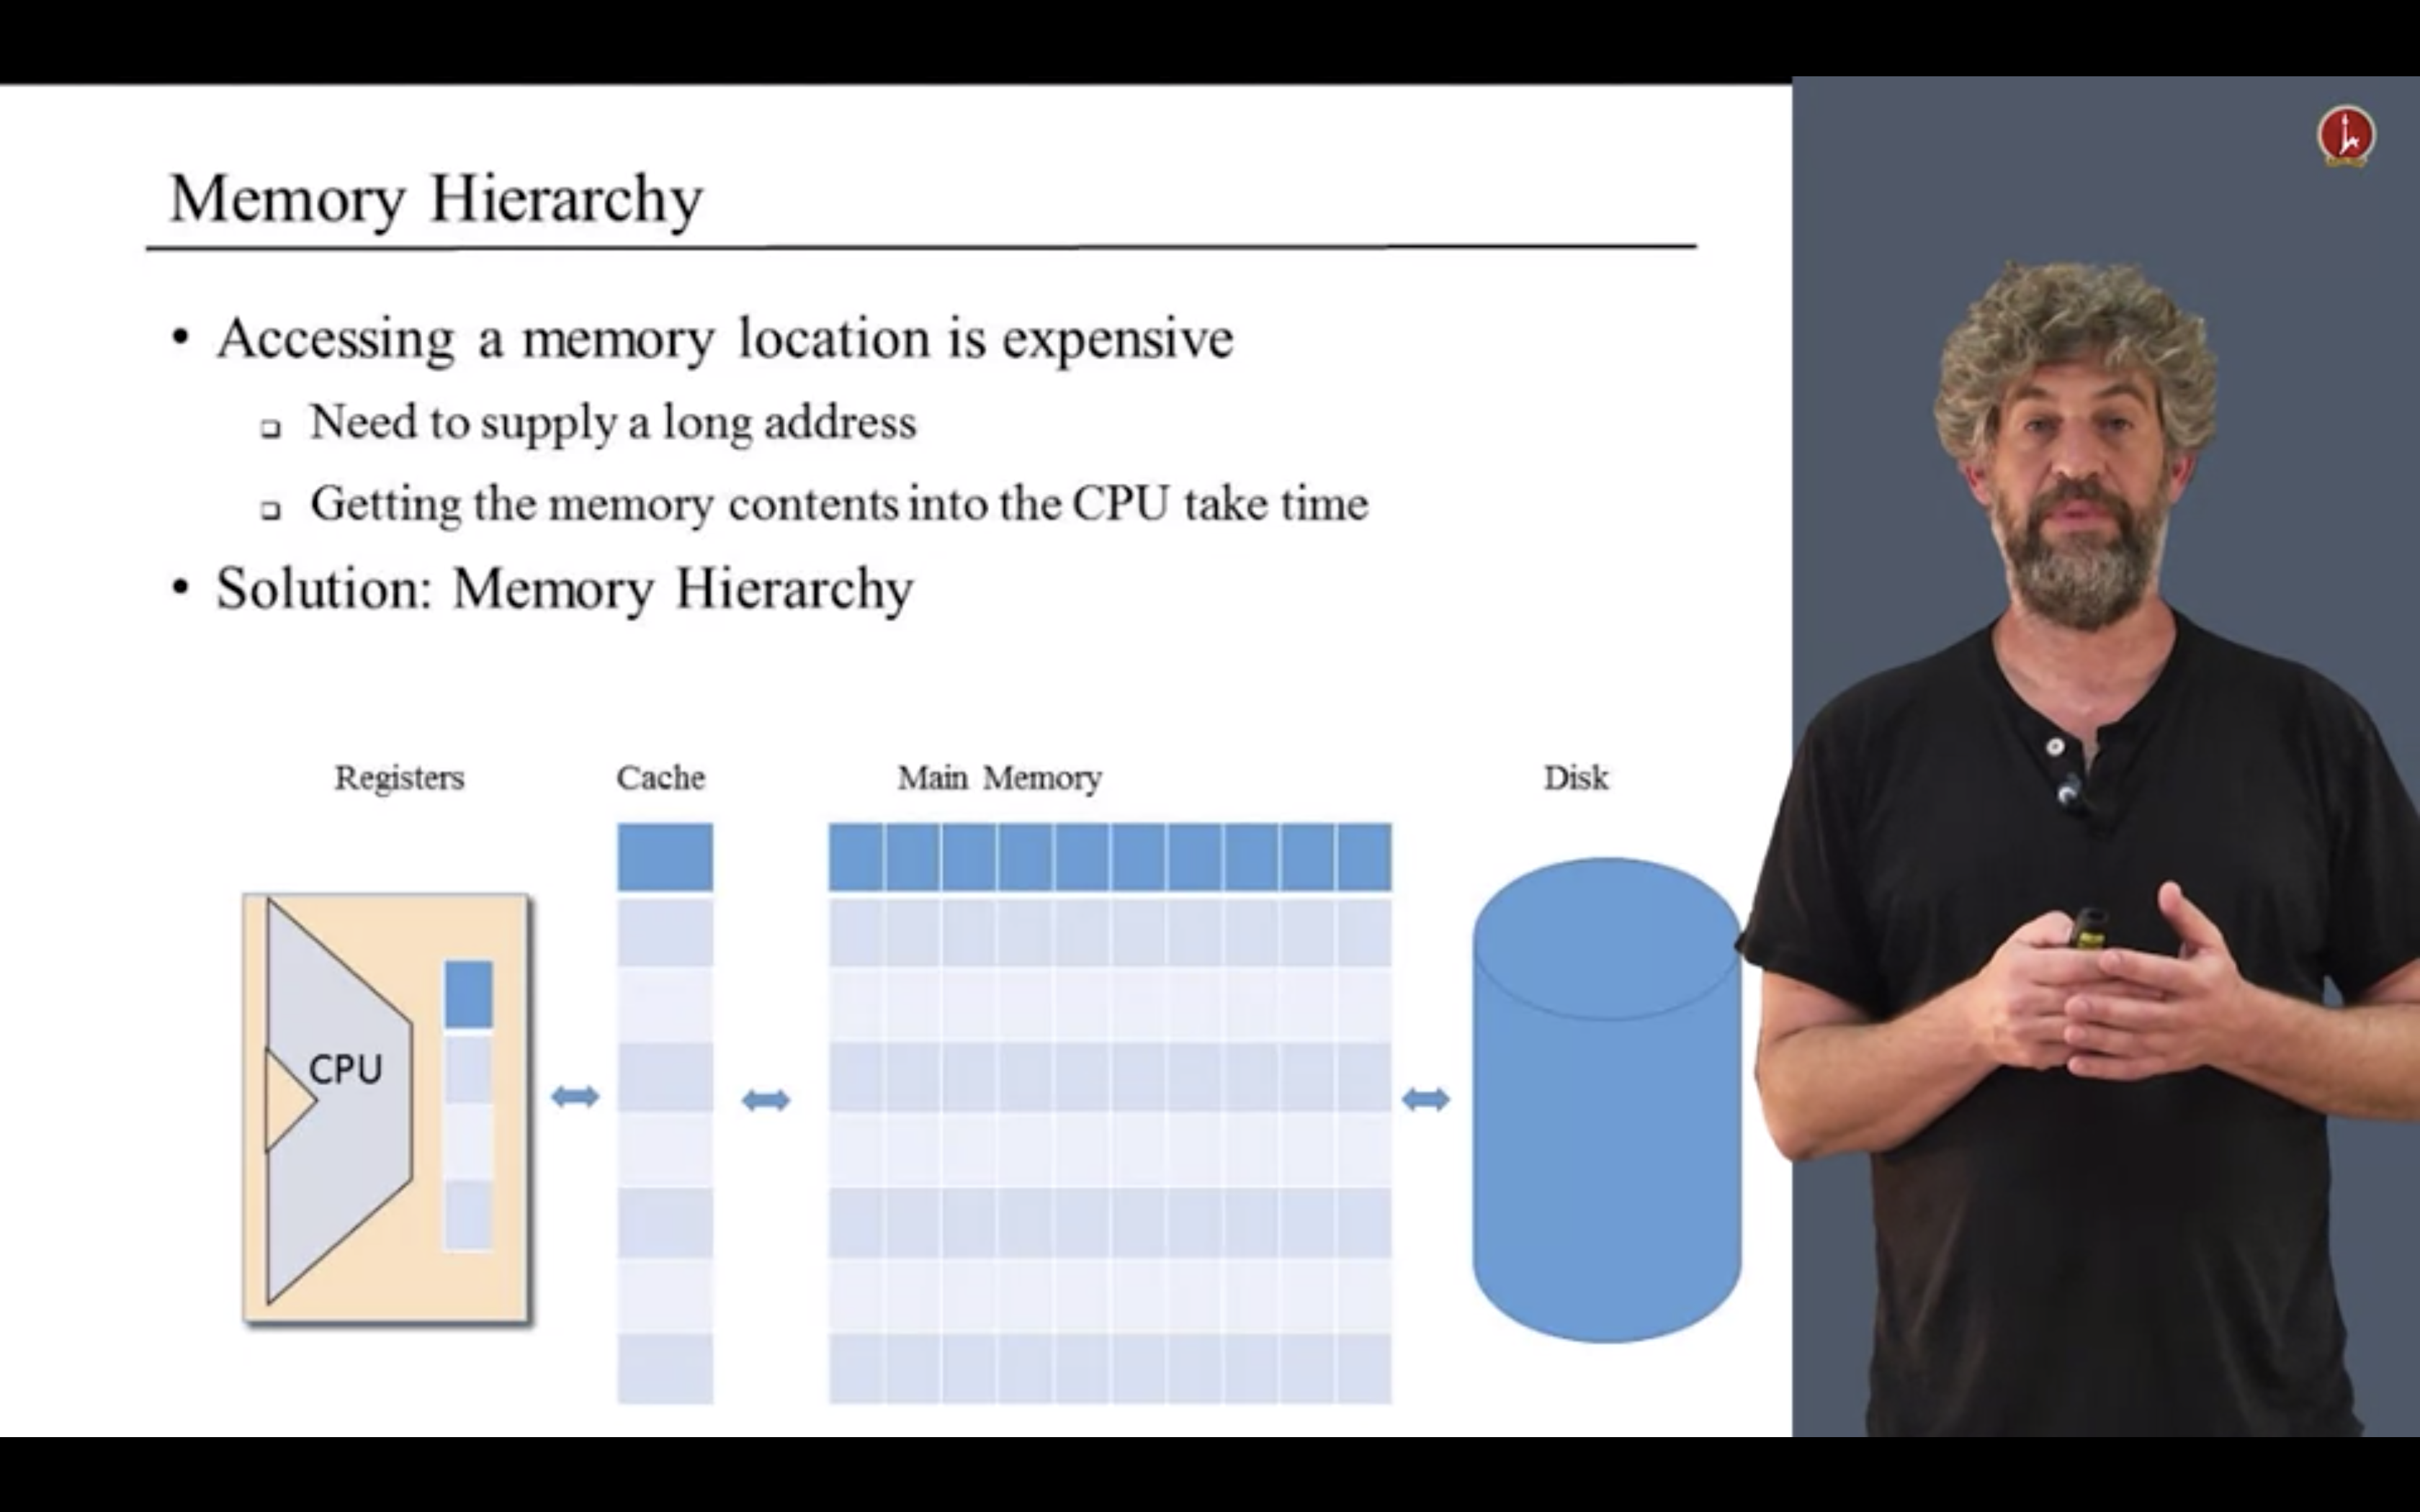 Memory Hierarchy
• Accessing a memory location is expensive
❑ Need to supply a long address
❑ Getting the memory contents into the CPU take time
• Solution: Memory Hierarchy
Registers
Cache
Main Memory
Disk
CPU